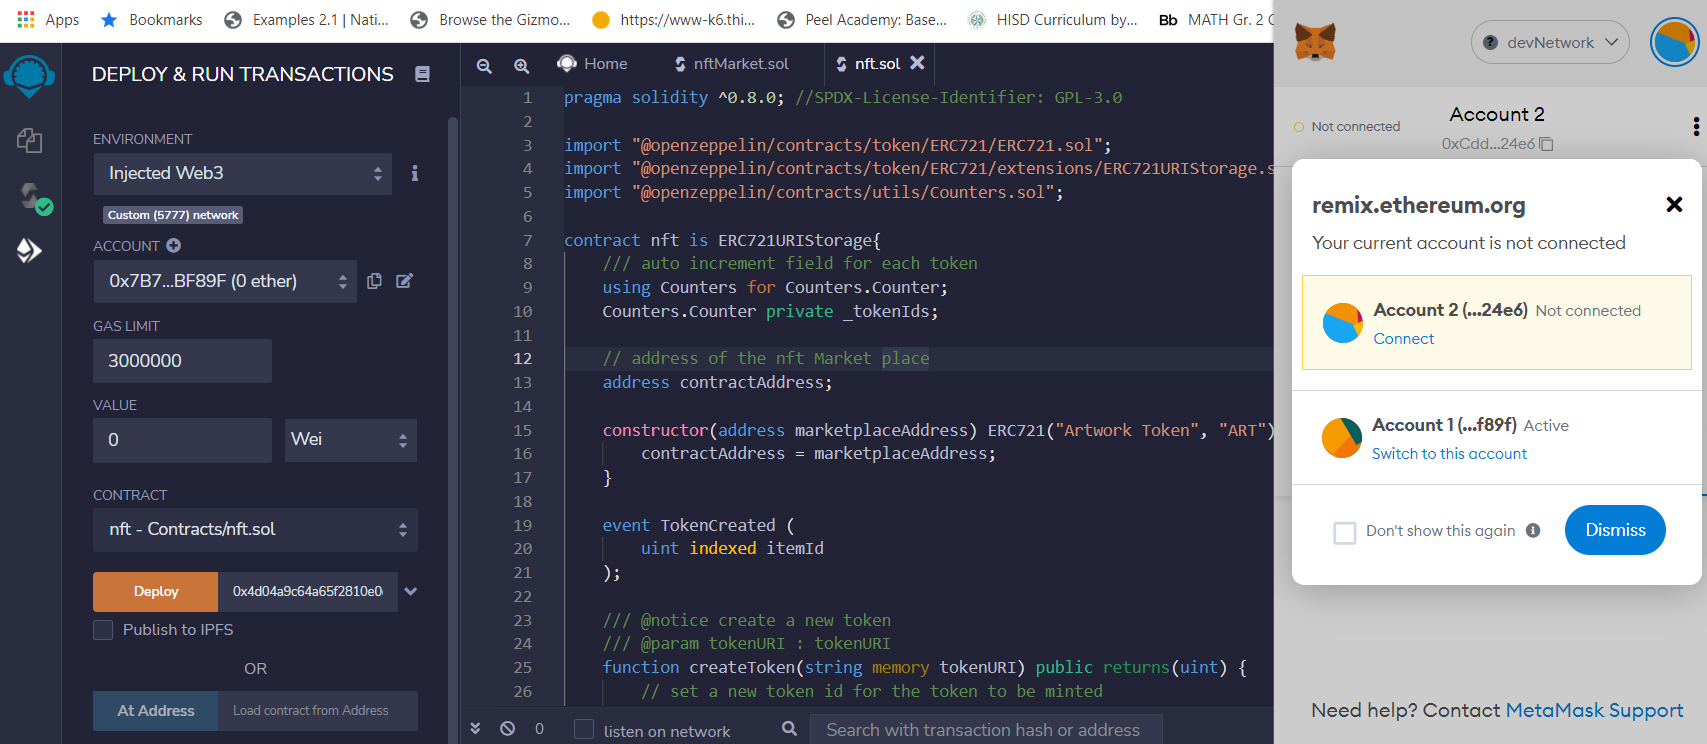 Apps
Bookmarks
Examples 2.1 | Nati...
Browse the Gizmo...
https://www-k6.thi...
Peel Academy: Base...
HISD Curriculum by...
Bb MATH Gr. 2
DEPLOY & RUN TRANSACTIONS
ENVIRONMENT
Injected Web3
Custom (5777) network
ACCOUNT
0x7B7...BF89F (0 ether)
GAS LIMIT
3000000
VALUE
0
Wei
CONTRACT
nft - Contracts/nft.sol
Deploy
0x4d04a9c64a65f2810e0
Publish to IPFS
OR
At Address
Load contract from Address
Home
nftMarket.sol
nft.sol
1 pragma solidity ^0.8.0; //SPDX-License-Identifier: GPL-3.0
2
3 import "@openzeppelin/contracts/token/ERC721/ERC721.sol";
4 import "@openzeppelin/contracts/token/ERC721/extensions/ERC721URIStorage.s
5 import "@openzeppelin/contracts/utils/Counters.sol";
6
7 contract nft is ERC721URIStorage{
8 /// auto increment field for each token
9 using Counters for Counters.Counter;
10 Counters.Counter private _tokenIds;
11
12 // address of the nft Market place
13 address contractAddress;
14
15 constructor(address marketplaceAddress) ERC721("Artwork Token", "ART")
16 contractAddress = marketplaceAddress;
17 }
18
19 event TokenCreated (
20 uint indexed itemId
21 );
22
23 /// @notice create a new token
24 /// @param tokenURI : tokenURI
25 function createToken(string memory tokenURI) public returns(uint) {
26 // set a new token id for the token to be minted
0
listen on network
Search with transaction hash or address
devNetwork
Not connected
Account 2
0xCdd...24e6
remix.ethereum.org
Your current account is not connected
Account 2 (...24e6) Not connected
Connect
Account 1 (...f89f) Active
Switch to this account
Don't show this again
Dismiss
Need help? Contact MetaMask Support